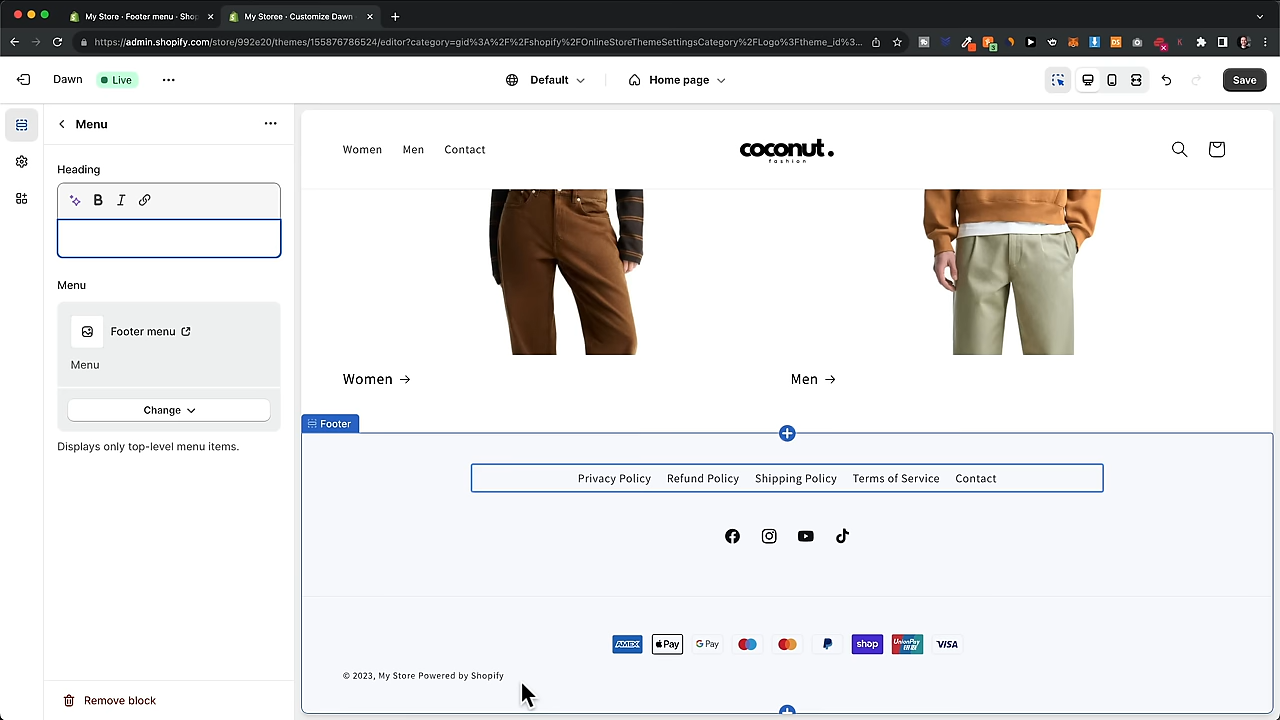 My Store · Footer menu · Shop
My Storee · Customize Dawn
https://admin.shopify.com/store/992e20/themes/155876786524/editor?category=gid%3A%2F%2Fshopify%2FOnlineStoreThemeSettingsCategory%2FLogo%3Ftheme_id%3...
Dawn
Live
Default
Home page
Save
Menu
Heading
B I
Menu
Footer menu
Menu
Change
Displays only top-level menu items.
Remove block
Women Men Contact
coconut.
fashion
Women →
Men →
Footer
Privacy Policy Refund Policy Shipping Policy Terms of Service Contact
AMEX Pay G Pay shop UnionPay VISA
© 2023, My Store Powered by Shopify